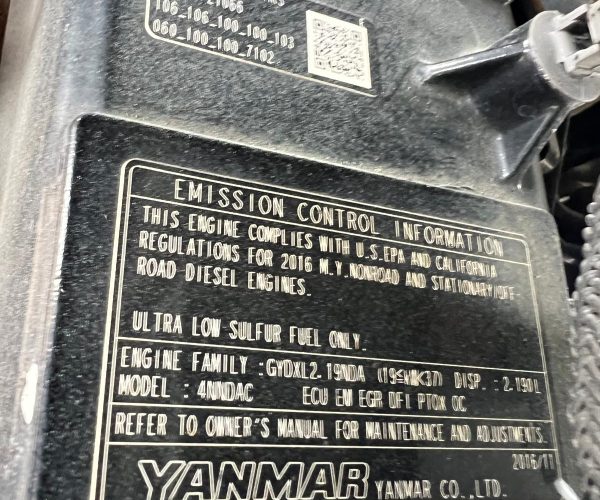 106_106_100_100_103
060_100_100_7102
EMISSION CONTROL INFORMATION
THIS ENGINE COMPLIES WITH U.S.EPA AND CALIFORNIA
REGULATIONS FOR 2016 M.Y.NONROAD AND STATIONARY/OFF
ROAD DIESEL ENGINES.
ULTRA LOW SULFUR FUEL ONLY.
ENGINE FAMILY :GYDXL2.19NDA (19≦kWK37) DISP. :2.190L
MODEL : 4NNDAC ECU EM EGR DFI PTOX OC
REFER TO OWNER'S MANUAL FOR MAINTENANCE AND ADJUSTMENTS.
2016/11
YANMAR YANMAR CO.,LTD.